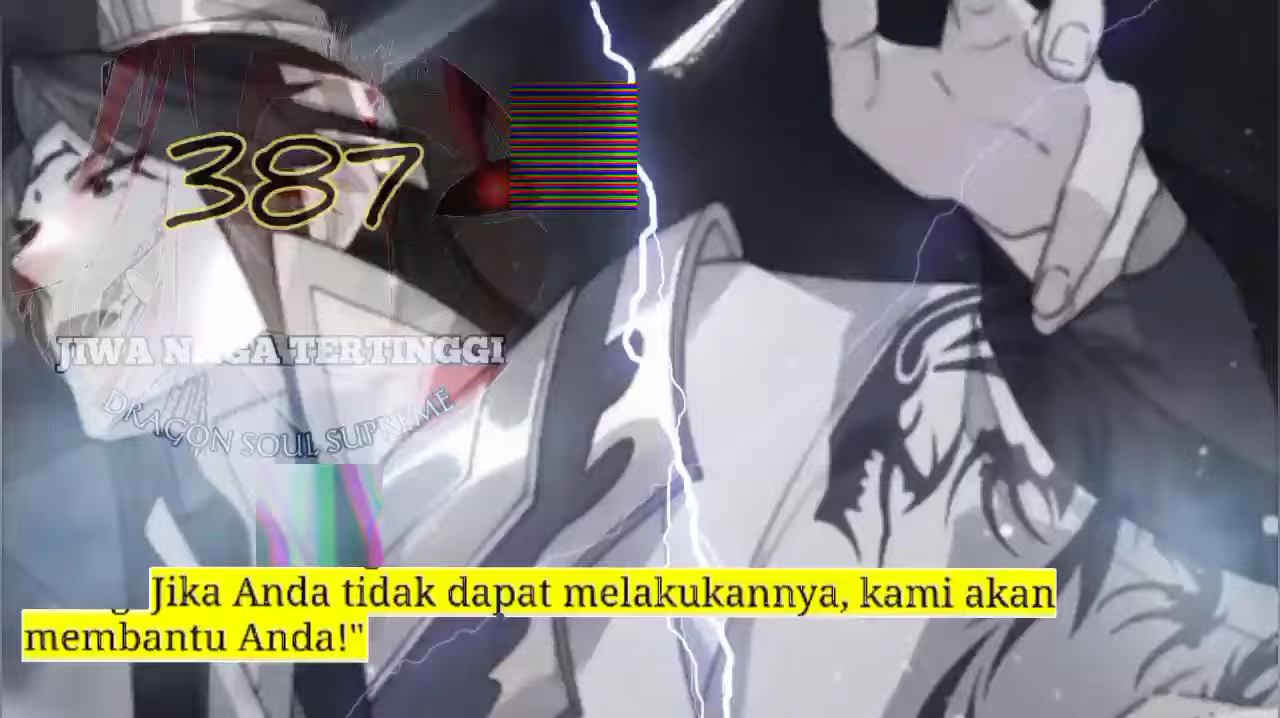 387
JIWA NAGA TERTINGGI
DRAGON SOUL SUPREME
Jika Anda tidak dapat melakukannya, kami akan
membantu Anda!"